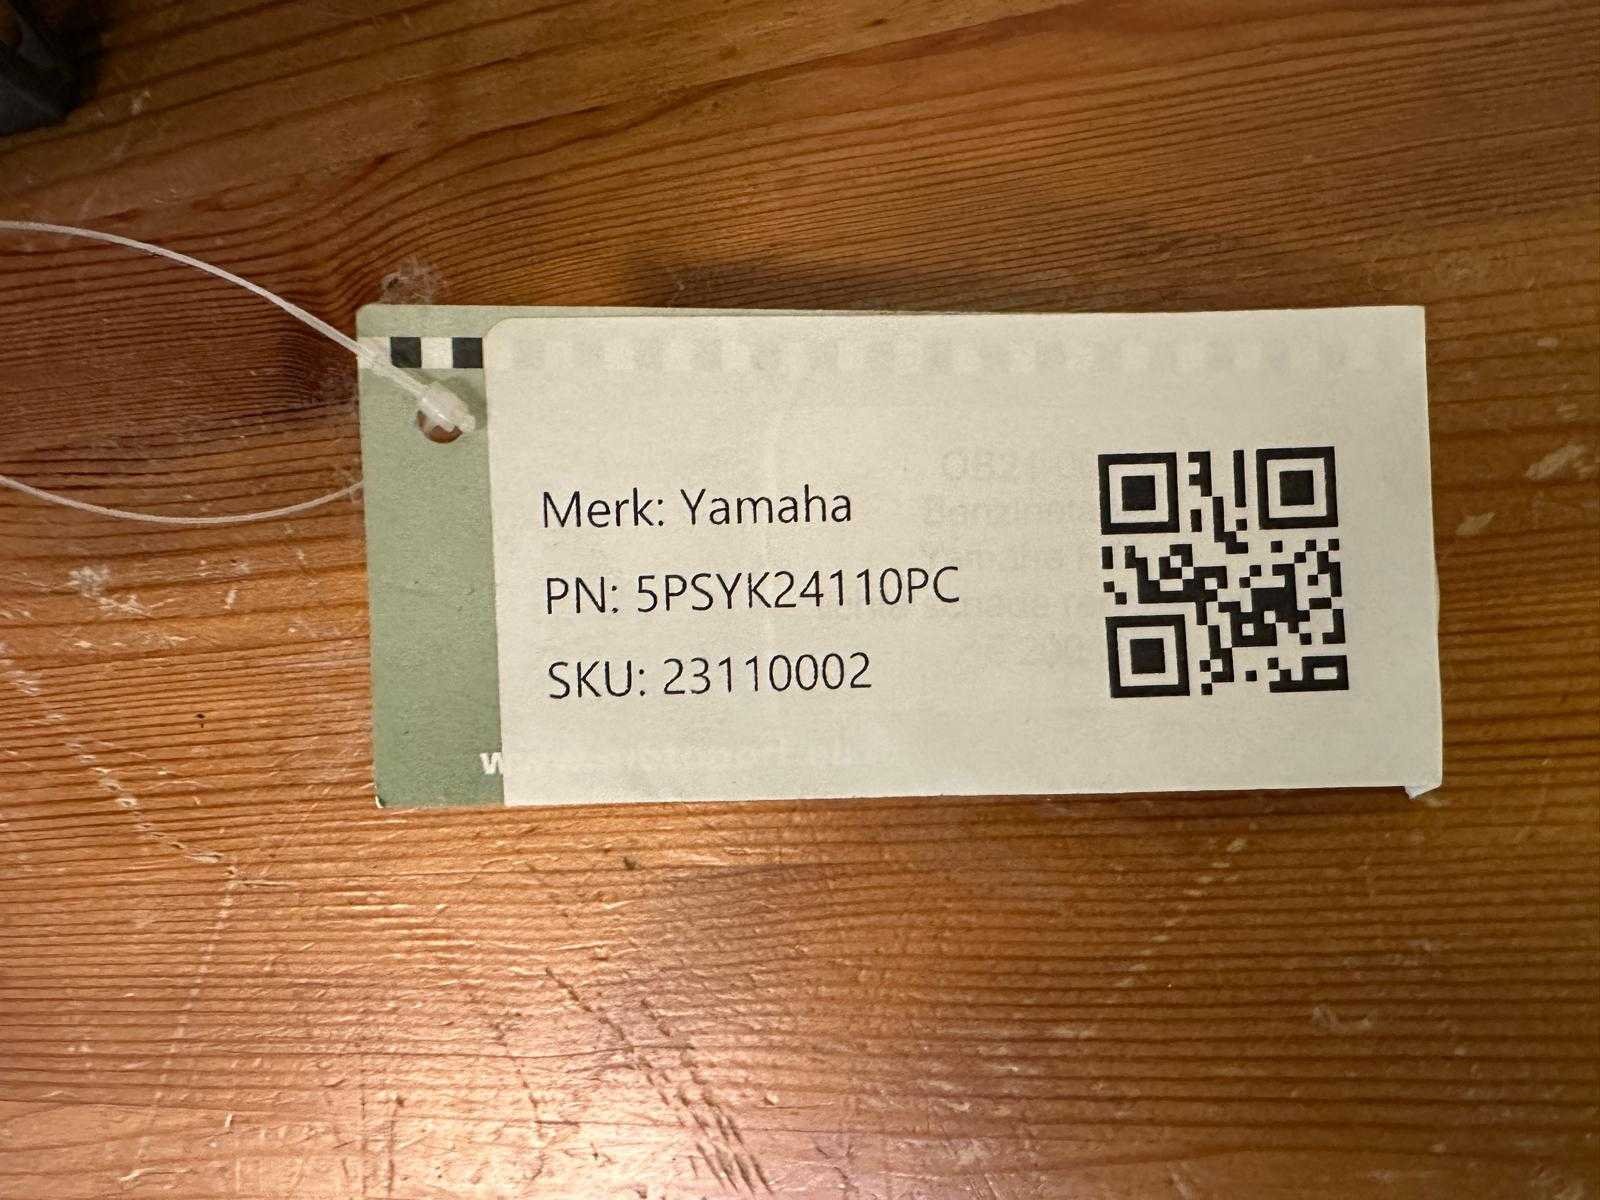 Merk: Yamaha
PN: 5PSYK24110PC
SKU: 23110002